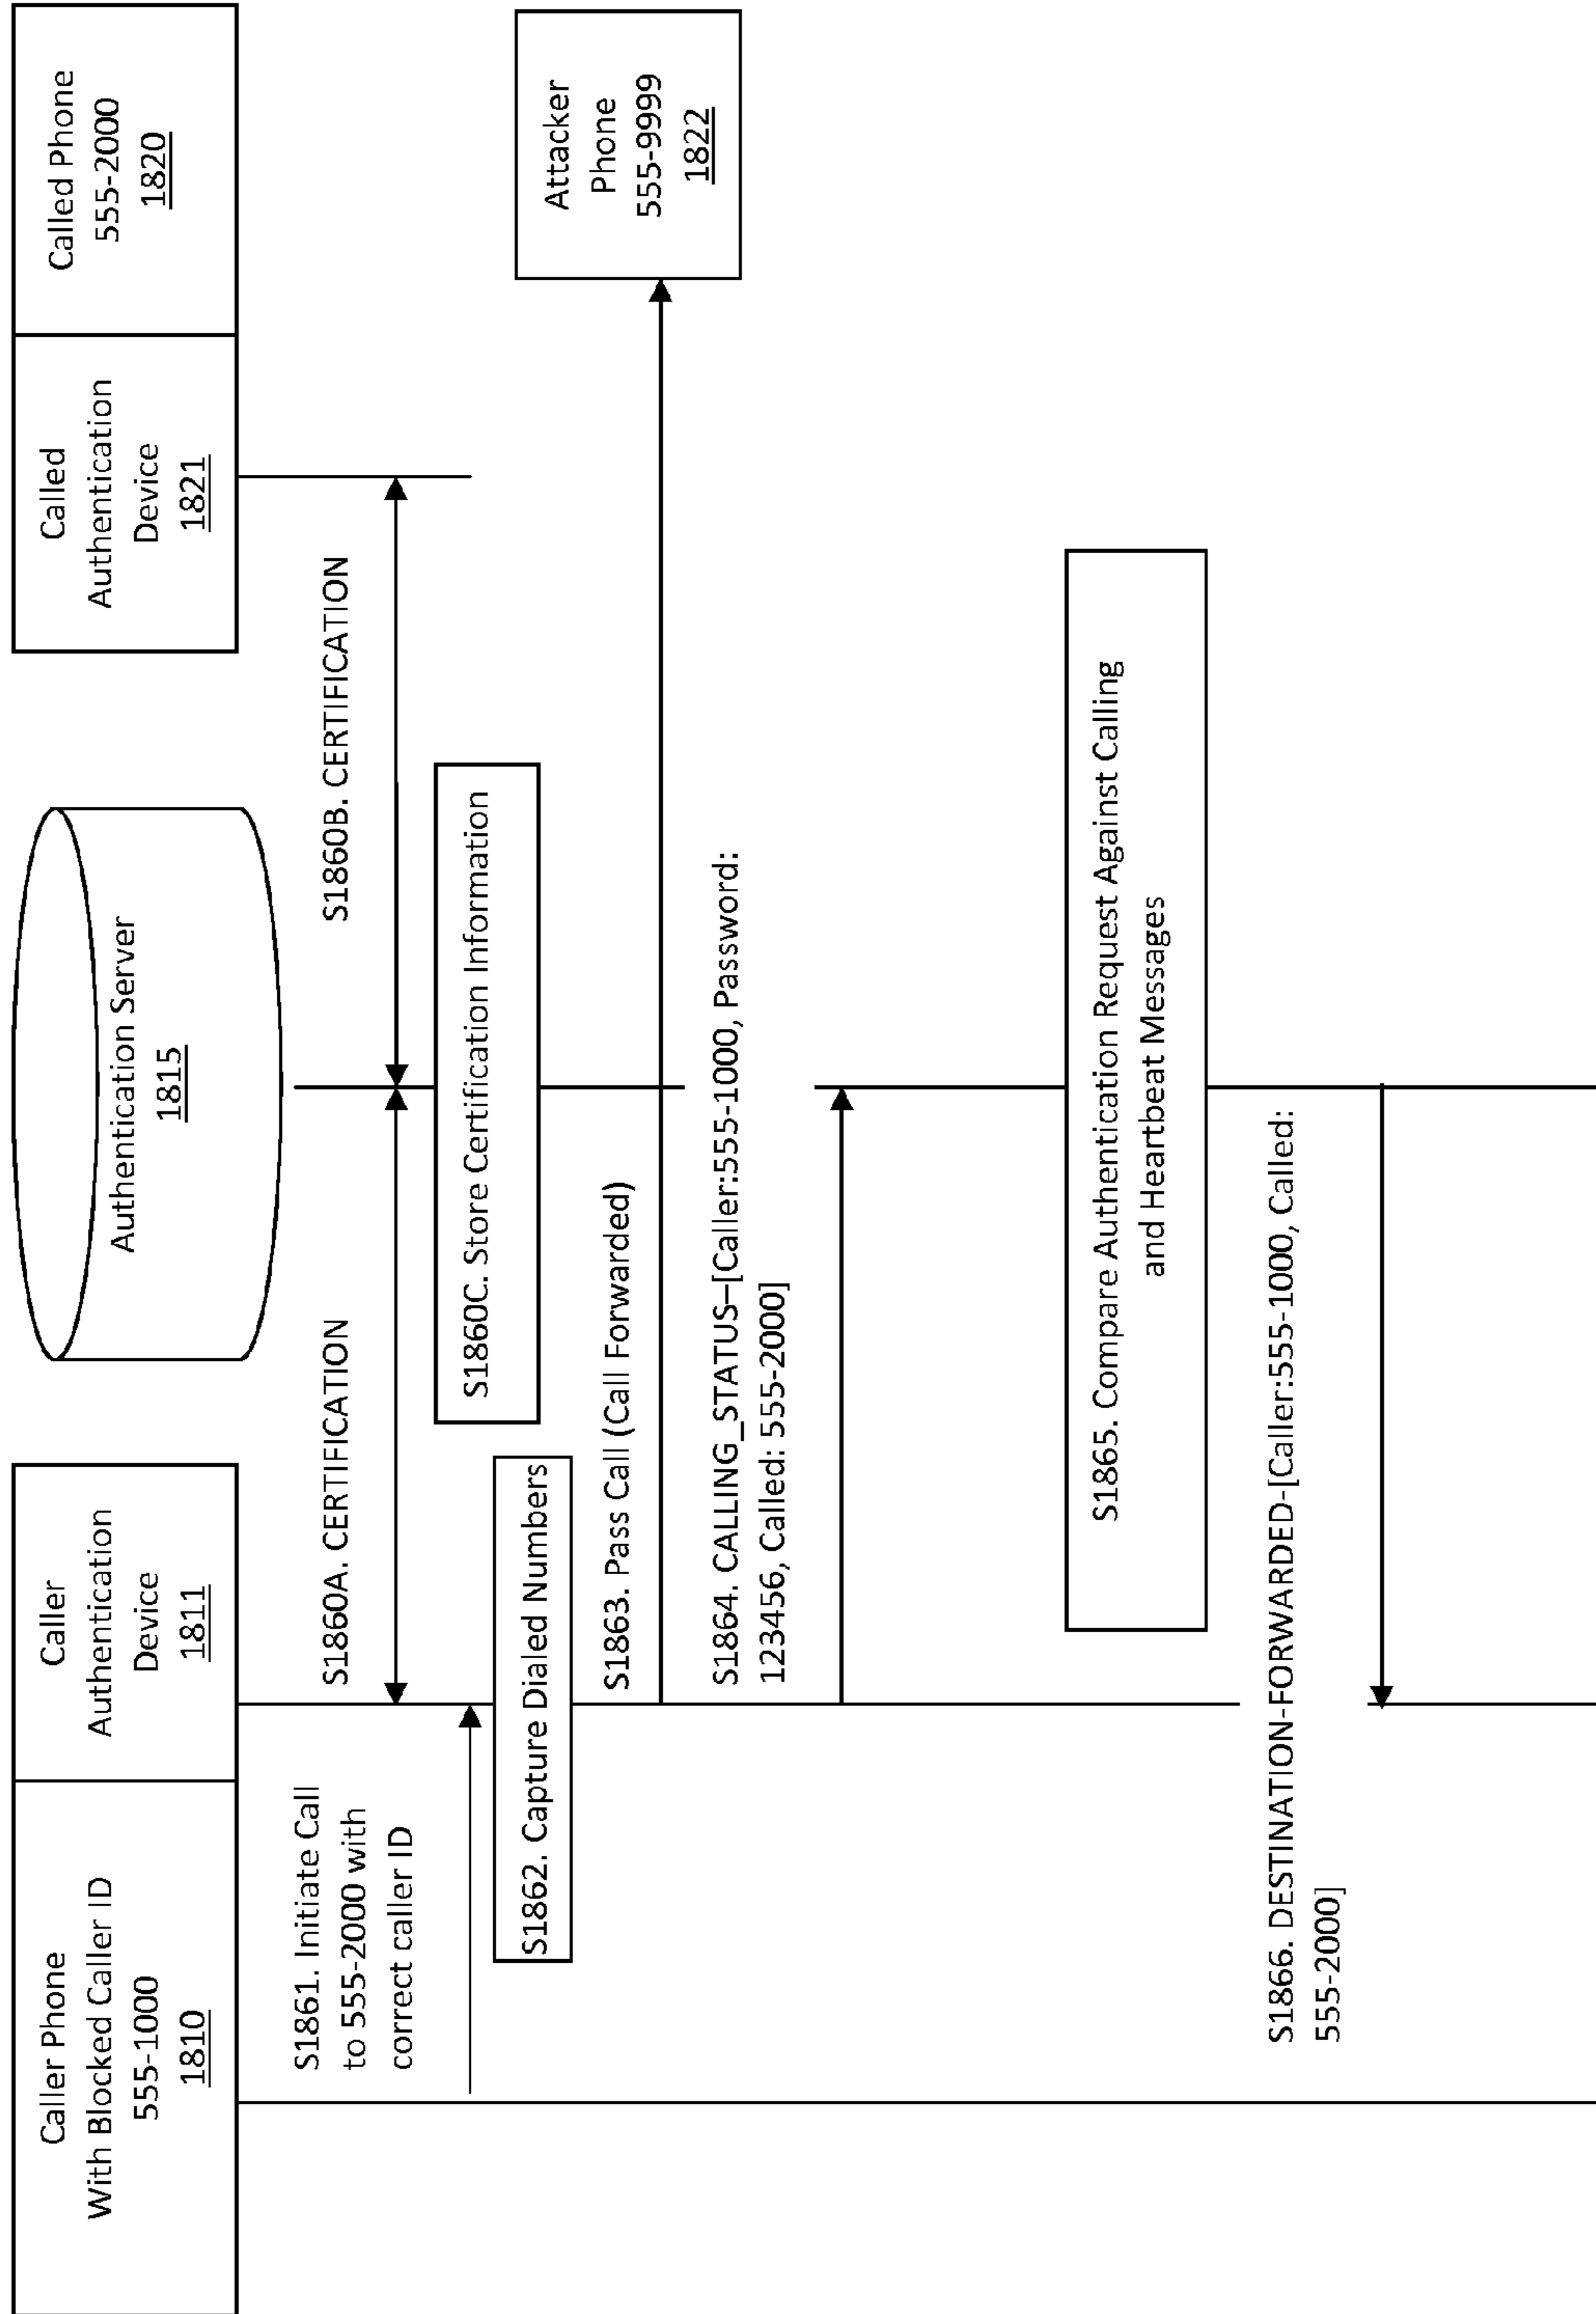 Caller Phone
With Blocked Caller ID
555-1000
1810
Caller
Authentication
Device
1811
Authentication Server
1815
Called
Authentication
Device
1821
Called Phone
555-2000
1820
S1860A. CERTIFICATION
S1860B. CERTIFICATION
S1861. Initiate Call
to 555-2000 with
correct caller ID
S1860C. Store Certification Information
S1862. Capture Dialed Numbers
Attacker
Phone
555-9999
1822
S1863. Pass Call (Call Forwarded)
S1864. CALLING_STATUS–[Caller:555-1000, Password:
123456, Called: 555-2000]
S1865. Compare Authentication Request Against Calling
and Heartbeat Messages
S1866. DESTINATION-FORWARDED-[Caller:555-1000, Called:
555-2000]